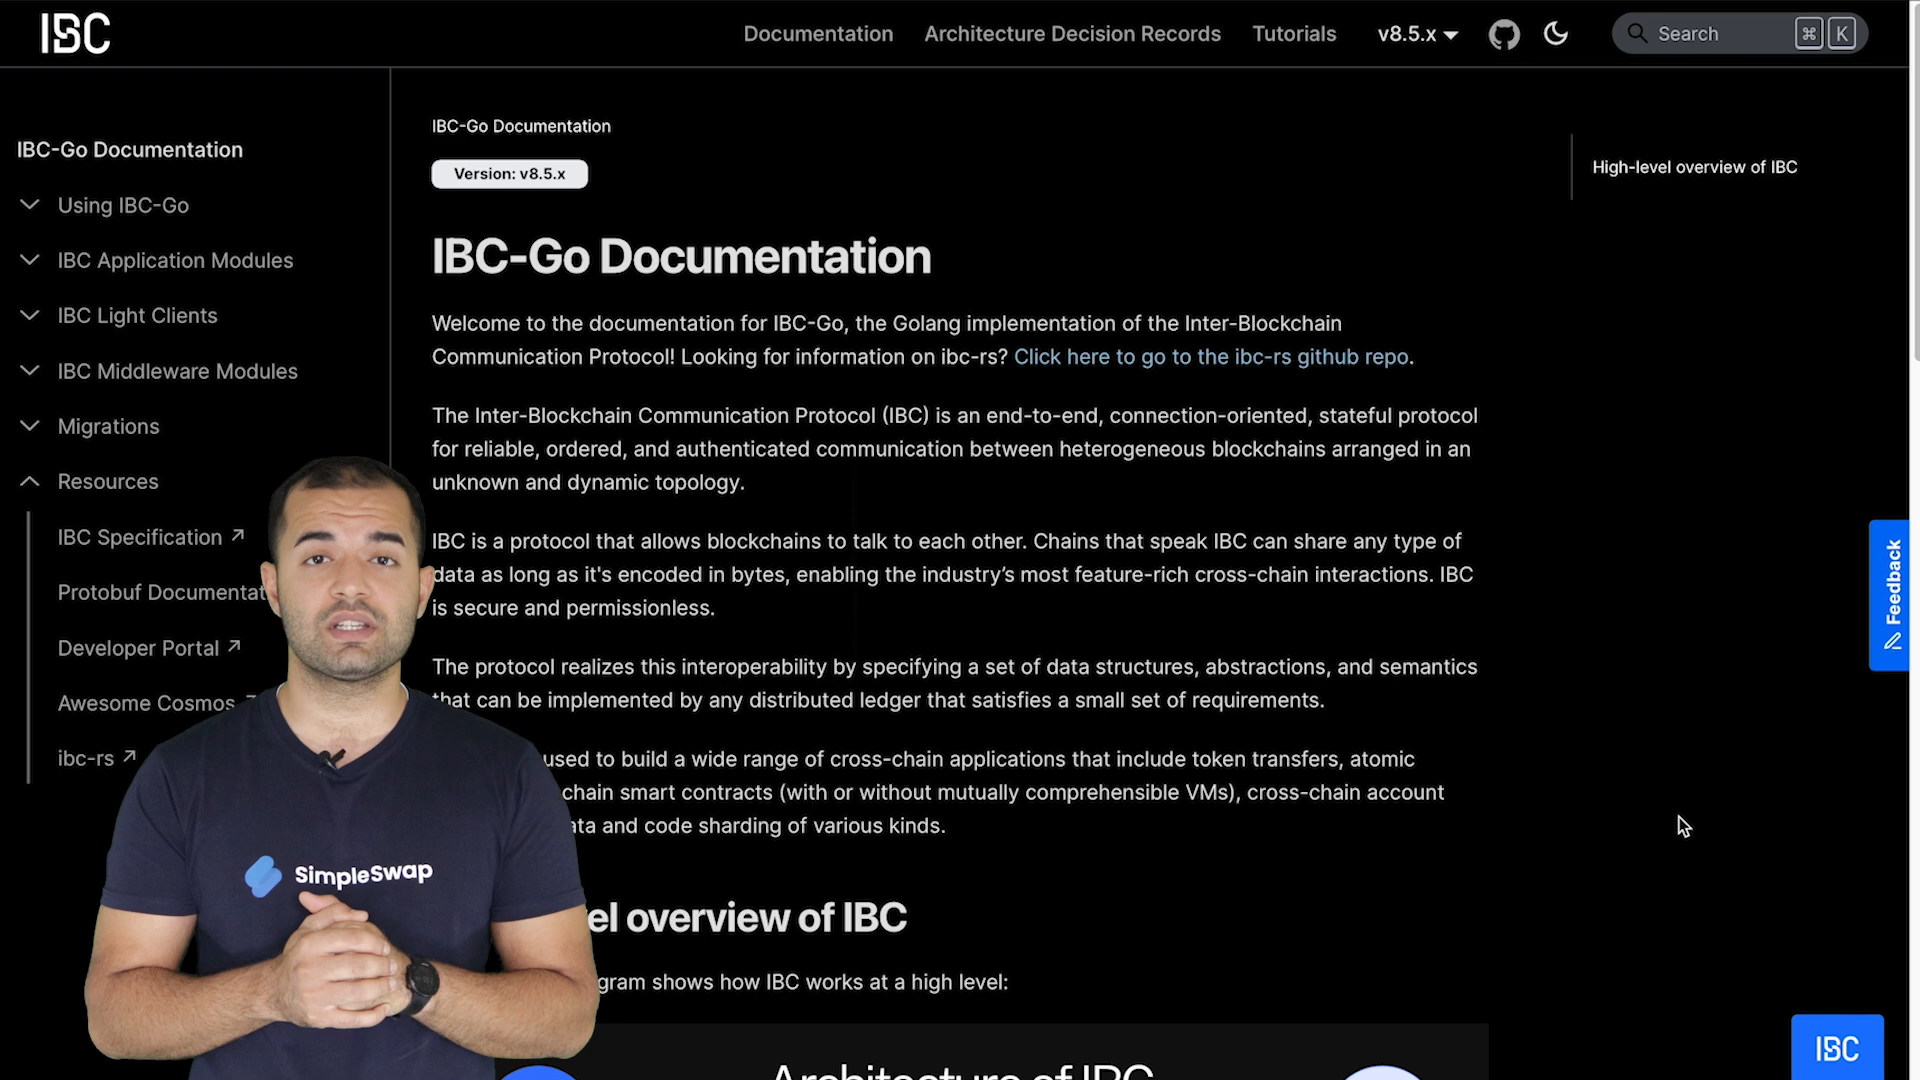 IBC
Documentation
Architecture Decision Records
Tutorials
v8.5.x
Search
⌘ K
IBC-Go Documentation
Using IBC-Go
IBC Application Modules
IBC Light Clients
IBC Middleware Modules
Migrations
Resources
IBC Specification
Protobuf
Developer Portal
Awesome Cosmos
ibc-rs
IBC-Go Documentation
Version: v8.5.x
IBC-Go Documentation
Welcome to the documentation for IBC-Go, the Golang implementation of the Inter-Blockchain
Communication Protocol! Looking for information on ibc-rs? Click here to go to the ibc-rs github repo.
The Inter-Blockchain Communication Protocol (IBC) is an end-to-end, connection-oriented, stateful protocol
for reliable, ordered, and authenticated communication between heterogeneous blockchains arranged in an
unknown and dynamic topology.
IBC is a protocol that allows blockchains to talk to each other. Chains that speak IBC can share any type of
data as long as it's encoded in bytes, enabling the industry’s most feature-rich cross-chain interactions. IBC
is secure and permissionless.
The protocol realizes this interoperability by specifying a set of data structures, abstractions, and semantics
that can be implemented by any distributed ledger that satisfies a small set of requirements.
used to build a wide range of cross-chain applications that include token transfers, atomic
chain smart contracts (with or without mutually comprehensible VMs), cross-chain account
and code sharding of various kinds.
overview of IBC
shows how IBC works at a high level:
Architecture of IBC
High-level overview of IBC
Feedback
IBC
SimpleSwap